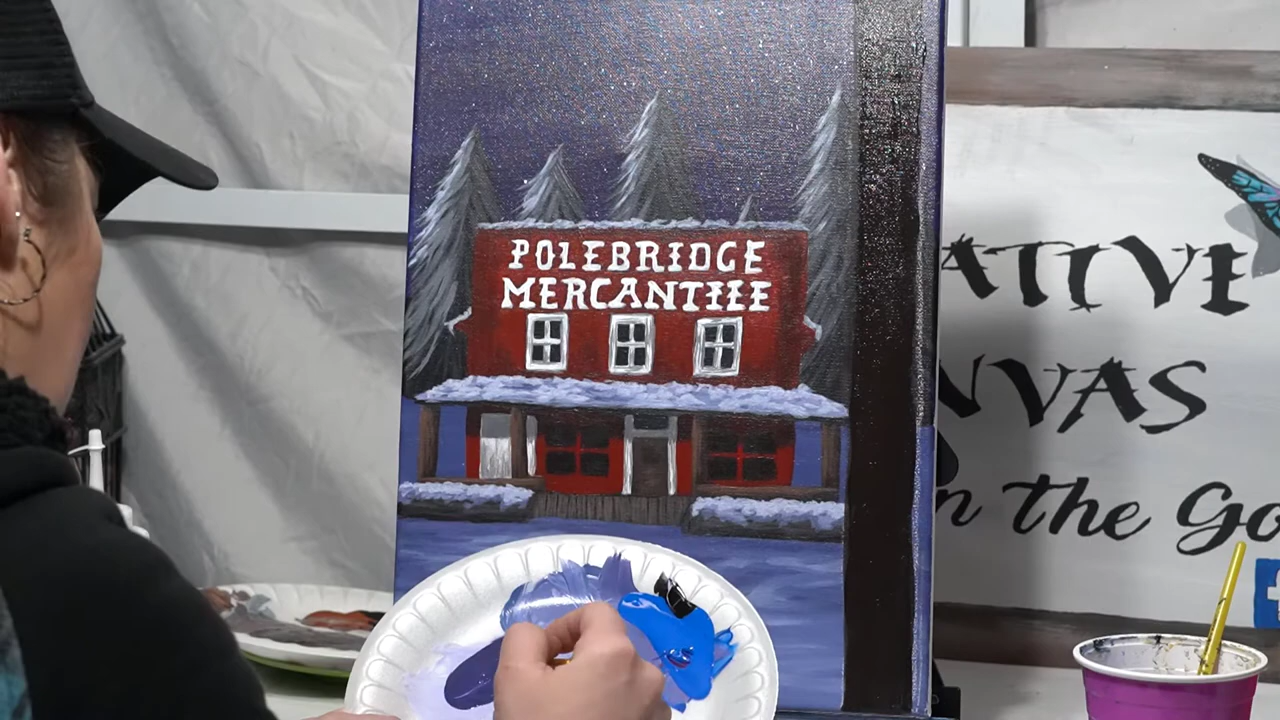 POLEBRIDGE
MERCANTILE
ATIVE
NVAS
n the Go
f